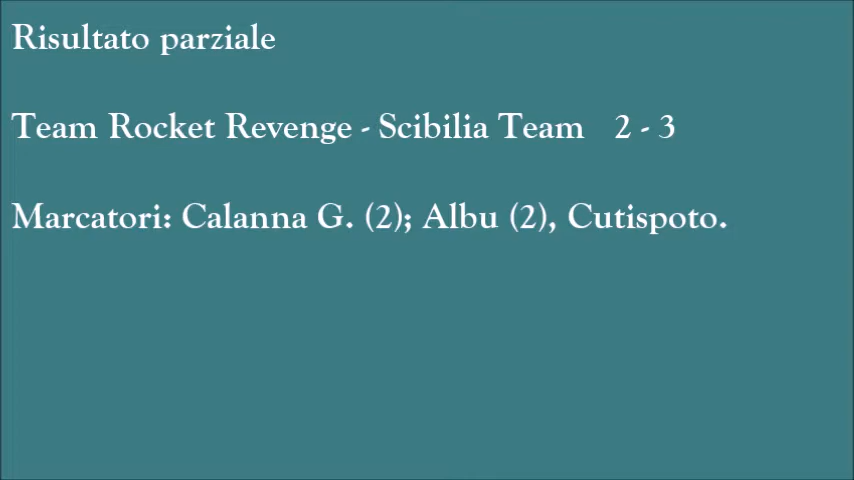 Risultato parziale
Team Rocket Revenge - Scibilia Team 2 - 3
Marcatori: Calanna G. (2); Albu (2), Cutispoto.